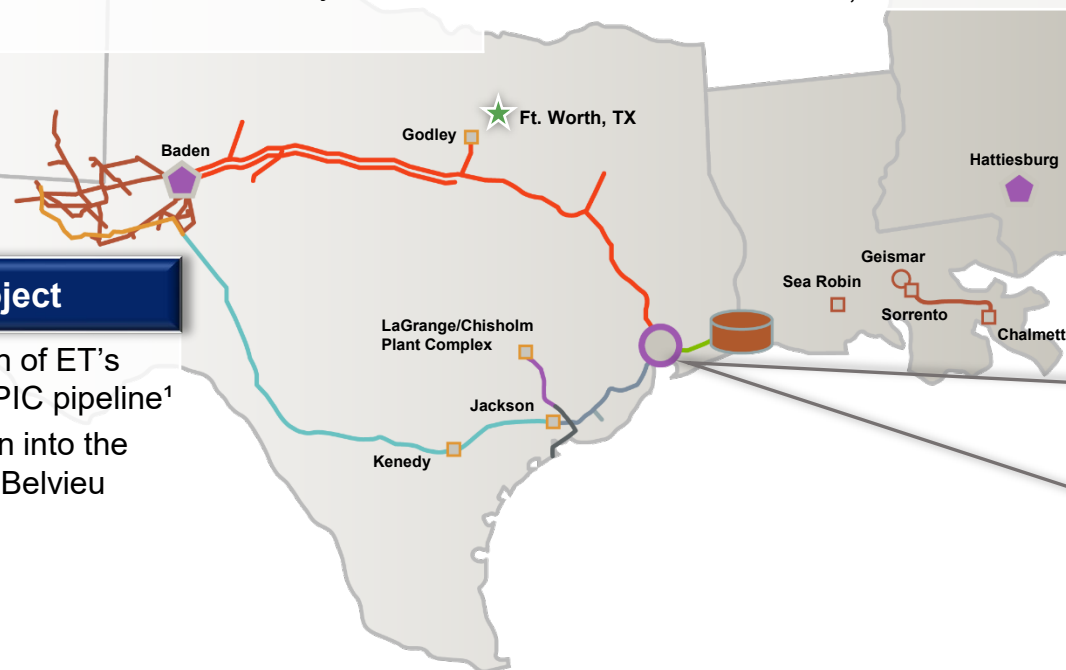 Ft. Worth, TX
Godley
Baden
Hattiesburg
Geismar
Sea Robin
Sorrento
Chalmett
ject
n of ET’s
PIC pipeline¹
n into the
Belvieu
LaGrange/Chisholm
Plant Complex
Jackson
Kenedy